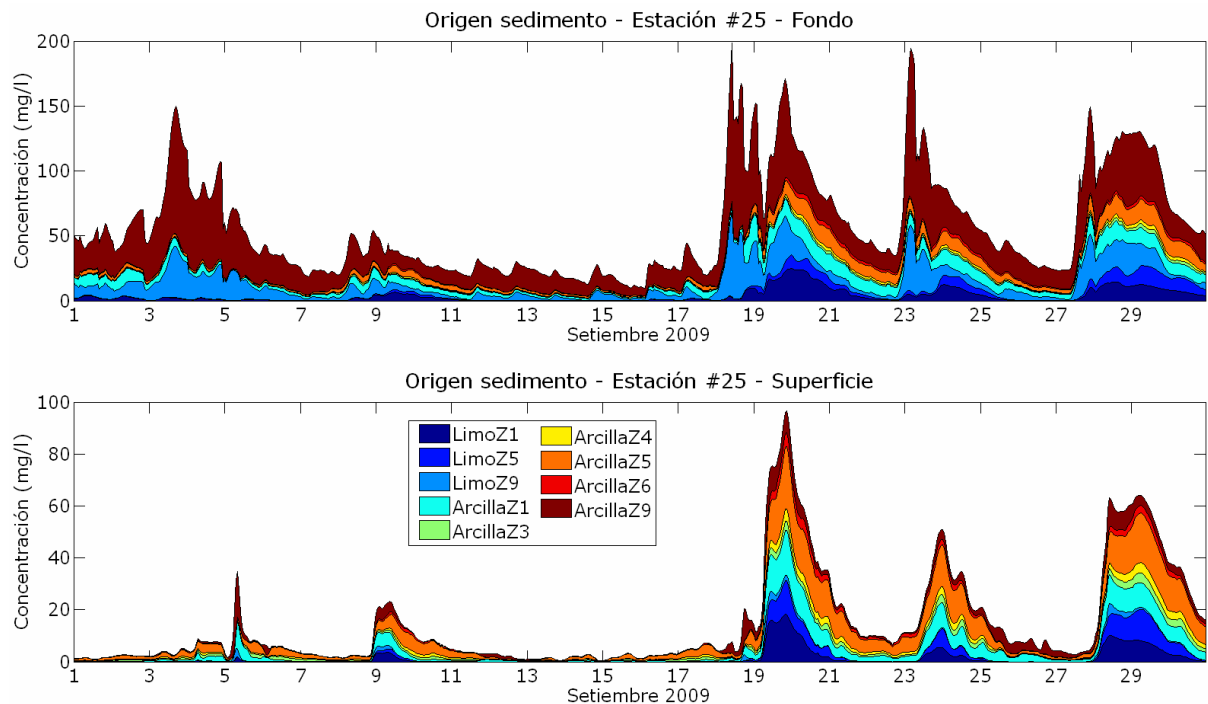 Origen sedimento - Estación #25 - Fondo
Concentración (mg/l)
200
150
100
50
0
1 3 5 7 9 11 13 15 17 19 21 23 25 27 29
Setiembre 2009
Origen sedimento - Estación #25 - Superficie
Concentración (mg/l)
100
80
60
40
20
0
LimoZ1
LimoZ5
LimoZ9
ArcillaZ1
ArcillaZ3
ArcillaZ4
ArcillaZ5
ArcillaZ6
ArcillaZ9
1 3 5 7 9 11 13 15 17 19 21 23 25 27 29
Setiembre 2009